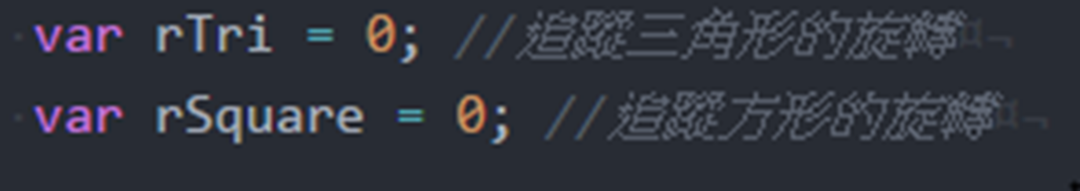 var rTri = 0; //追蹤三角形的旋轉¤¬
var rSquare = 0; //追蹤方形的旋轉¤¬